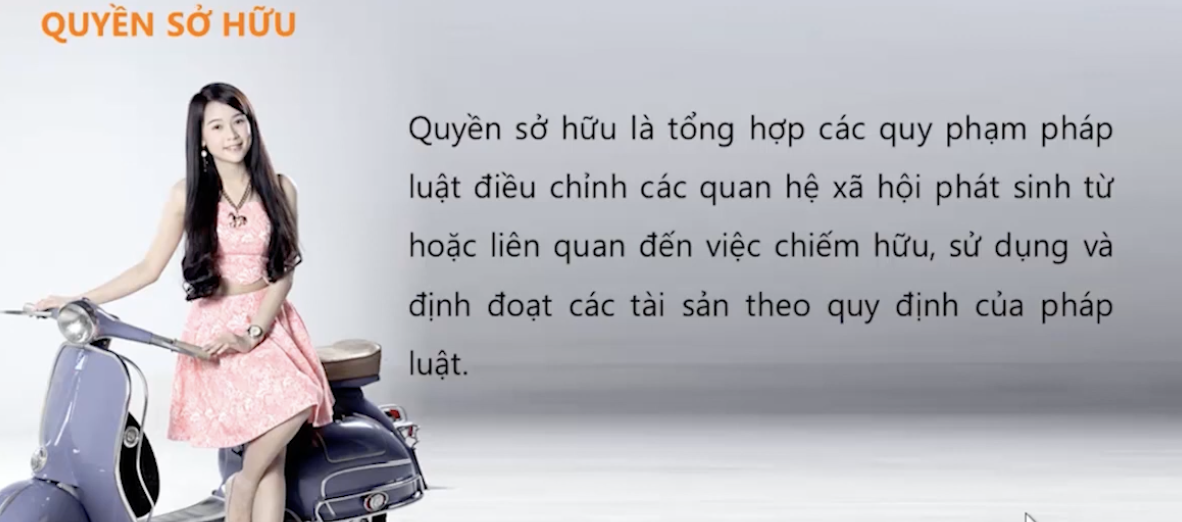 QUYỀN SỞ HỮU
Quyền sở hữu là tổng hợp các quy phạm pháp
luật điều chỉnh các quan hệ xã hội phát sinh từ
hoặc liên quan đến việc chiếm hữu, sử dụng và
định đoạt các tài sản theo quy định của pháp
luật.